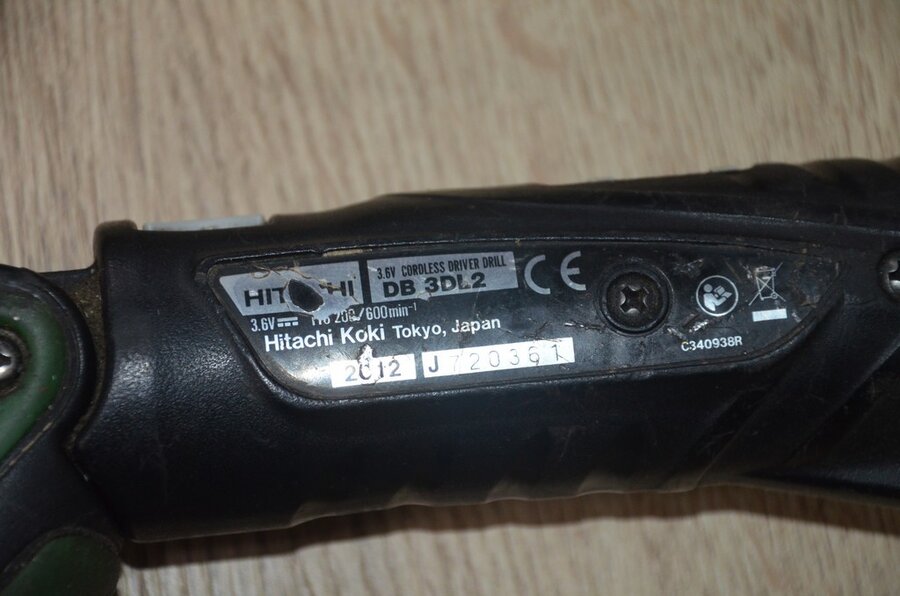 HITACHI
3.6V CORDLESS DRIVER DRILL
DB 3DL2
CE
3.6V 200/600min⁻¹
Hitachi Koki Tokyo, Japan
2012 J720361
C340938R